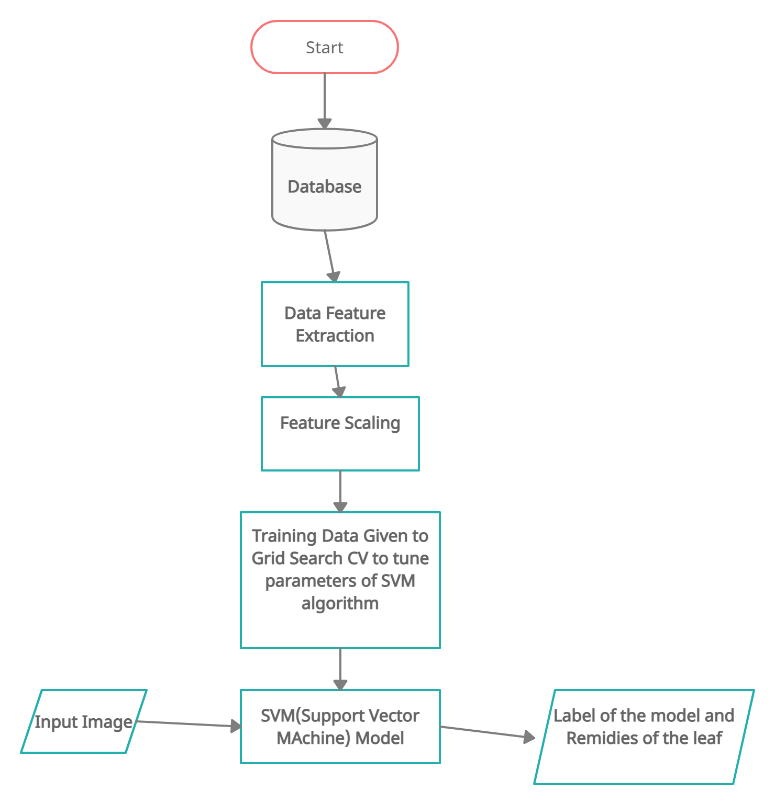 Start
Database
Data Feature
Extraction
Feature Scaling
Training Data Given to
Grid Search CV to tune
parameters of SVM
algorithm
Input Image
SVM(Support Vector
MAchine) Model
Label of the model and
Remidies of the leaf